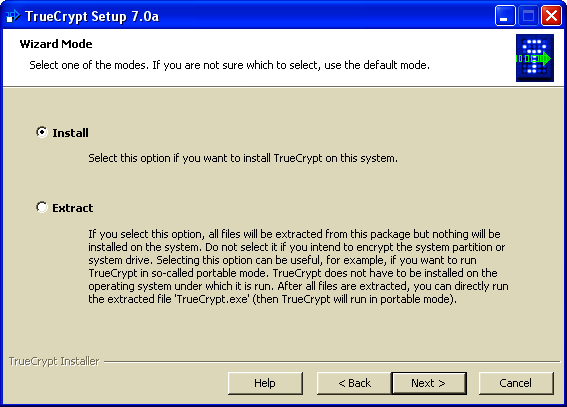 TrueCrypt Setup 7.0a
Wizard Mode
Select one of the modes. If you are not sure which to select, use the default mode.
Install
Select this option if you want to install TrueCrypt on this system.
Extract
If you select this option, all files will be extracted from this package but nothing will be
installed on the system. Do not select it if you intend to encrypt the system partition or
system drive. Selecting this option can be useful, for example, if you want to run
TrueCrypt in so-called portable mode. TrueCrypt does not have to be installed on the
operating system under which it is run. After all files are extracted, you can directly run
the extracted file 'TrueCrypt.exe' (then TrueCrypt will run in portable mode).
TrueCrypt Installer
Help
< Back
Next >
Cancel